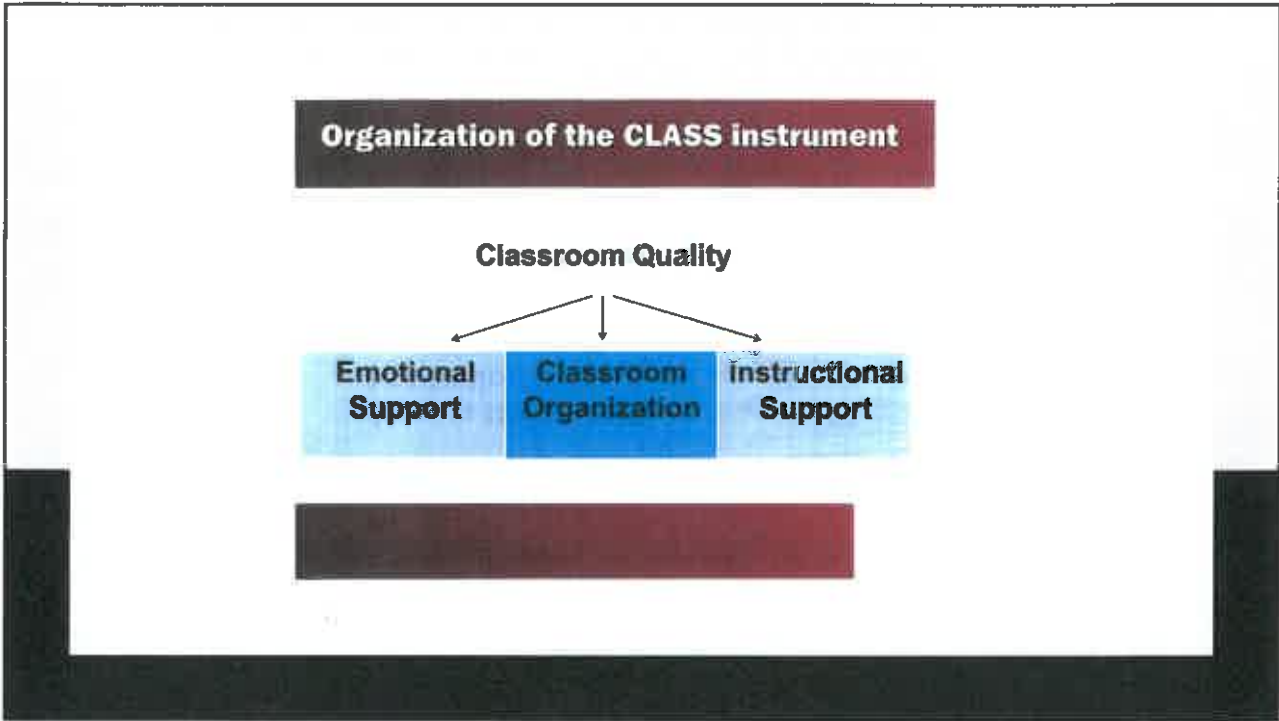 Organization of the CLASS instrument
Classroom Quality
Emotional
Support
Classroom
Organization
Instructional
Support